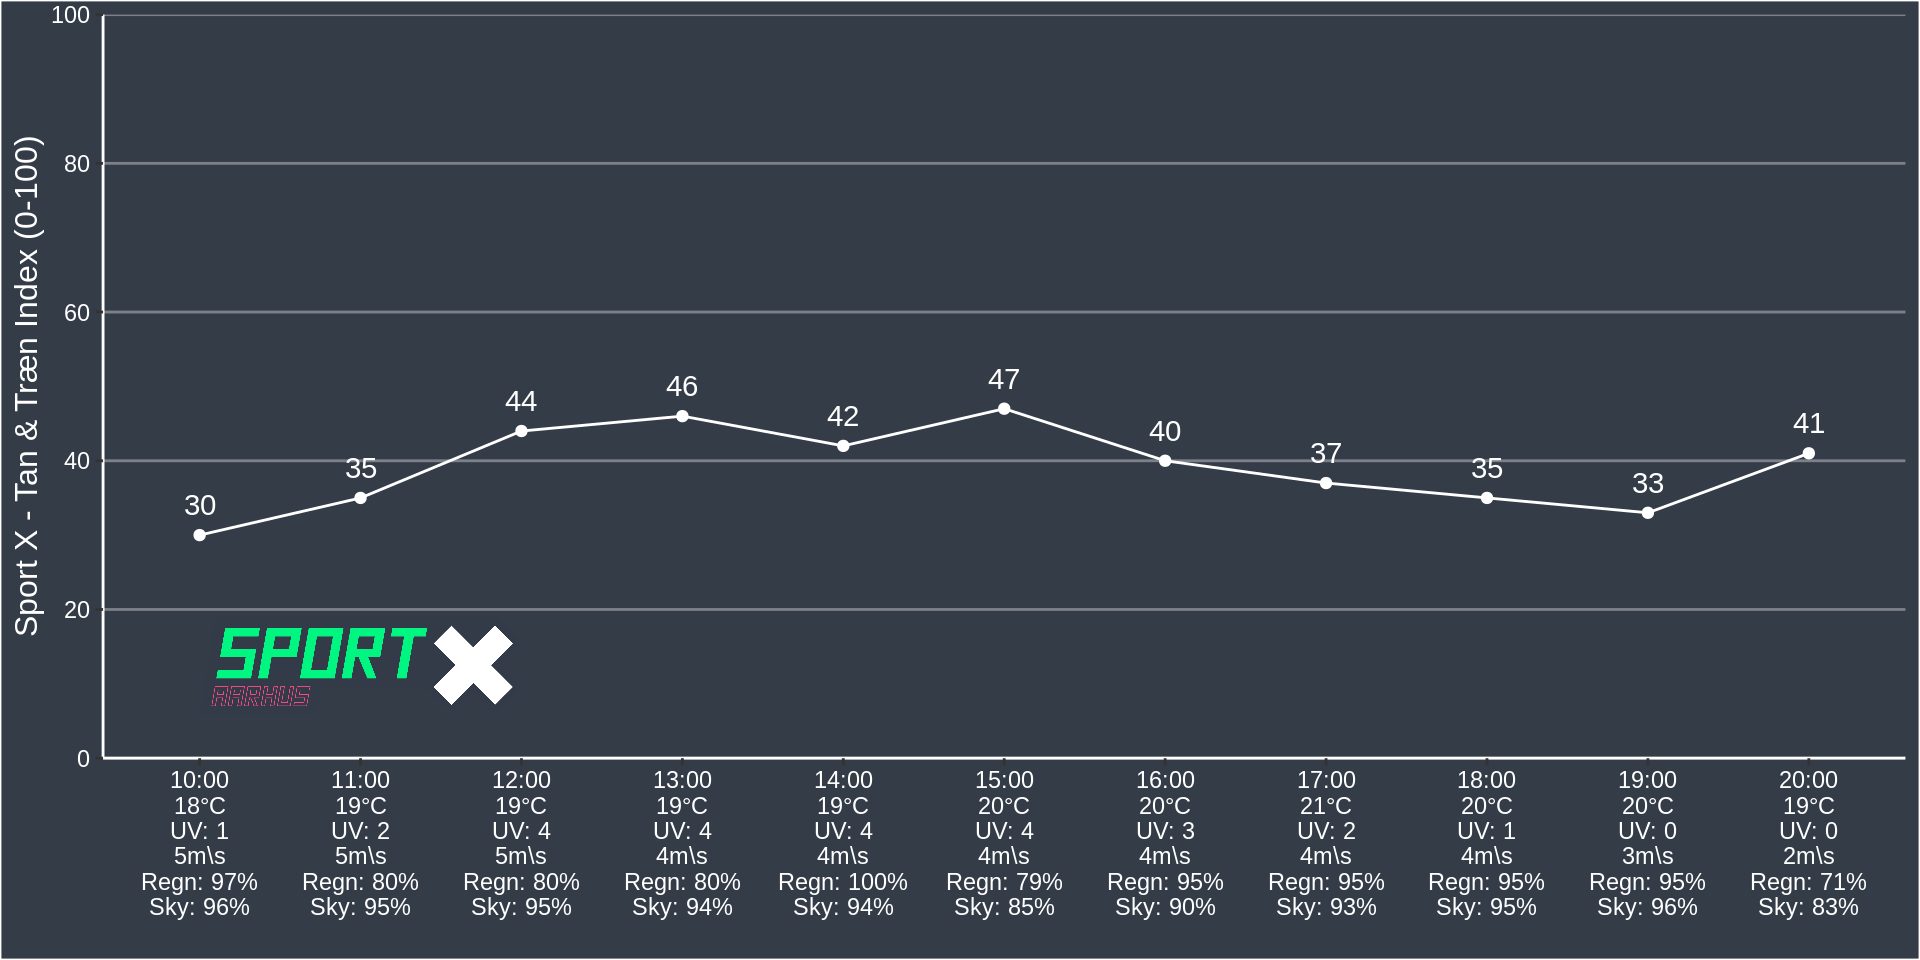 Sport X - Tan & Træn Index (0-100)
100
80
60
40
20
0
30
35
44
46
42
47
40
37
35
33
41
SPORT X
AARHUS
10:00 11:00 12:00 13:00 14:00 15:00 16:00 17:00 18:00 19:00 20:00
18°C 19°C 19°C 19°C 19°C 20°C 20°C 21°C 20°C 20°C 19°C
UV: 1 UV: 2 UV: 4 UV: 4 UV: 4 UV: 4 UV: 3 UV: 2 UV: 1 UV: 0 UV: 0
5m\s 5m\s 5m\s 4m\s 4m\s 4m\s 4m\s 4m\s 4m\s 3m\s 2m\s
Regn: 97% Regn: 80% Regn: 80% Regn: 80% Regn: 100% Regn: 79% Regn: 95% Regn: 95% Regn: 95% Regn: 95% Regn: 71%
Sky: 96% Sky: 95% Sky: 95% Sky: 94% Sky: 94% Sky: 85% Sky: 90% Sky: 93% Sky: 95% Sky: 96% Sky: 83%